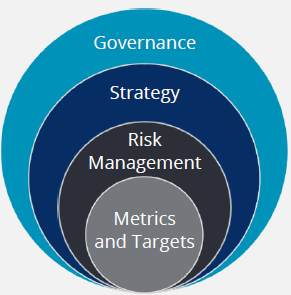 Governance
Strategy
Risk
Management
Metrics
and Targets